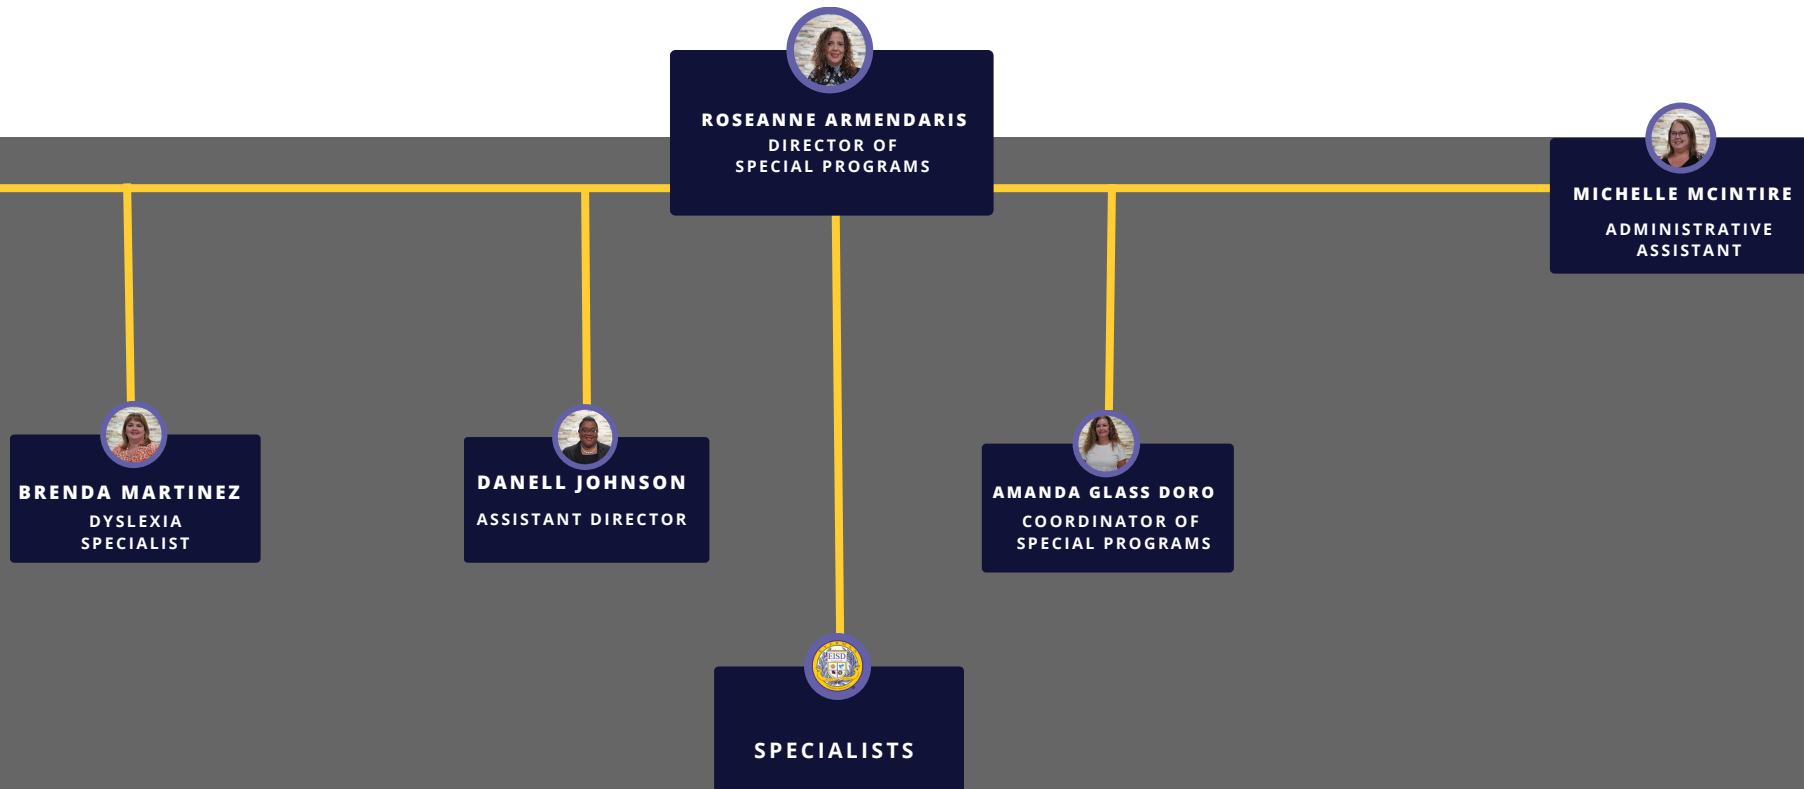 ROSEANNE ARMENDARIS
DIRECTOR OF
SPECIAL PROGRAMS
MICHELLE MCINTIRE
ADMINISTRATIVE
ASSISTANT
BRENDA MARTINEZ
DYSLEXIA
SPECIALIST
DANELL JOHNSON
ASSISTANT DIRECTOR
AMANDA GLASS DORO
COORDINATOR OF
SPECIAL PROGRAMS
EISD
SPECIALISTS